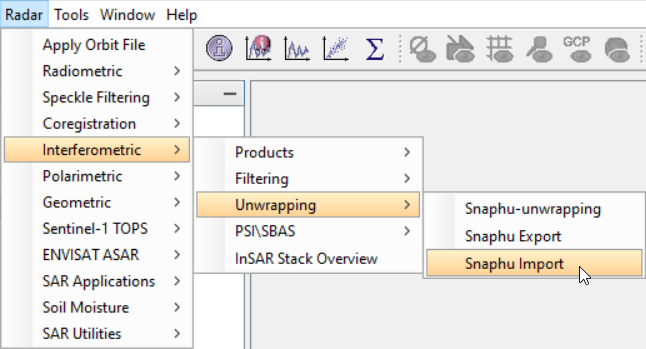 Radar Tools Window Help
Apply Orbit File
Radiometric
Speckle Filtering
Coregistration
Interferometric
Polarimetric
Geometric
Sentinel-1 TOPS
ENVISAT ASAR
SAR Applications
Soil Moisture
SAR Utilities
Σ
GCP
Products
Filtering
Unwrapping
PSI\SBAS
InSAR Stack Overview
Snaphu-unwrapping
Snaphu Export
Snaphu Import